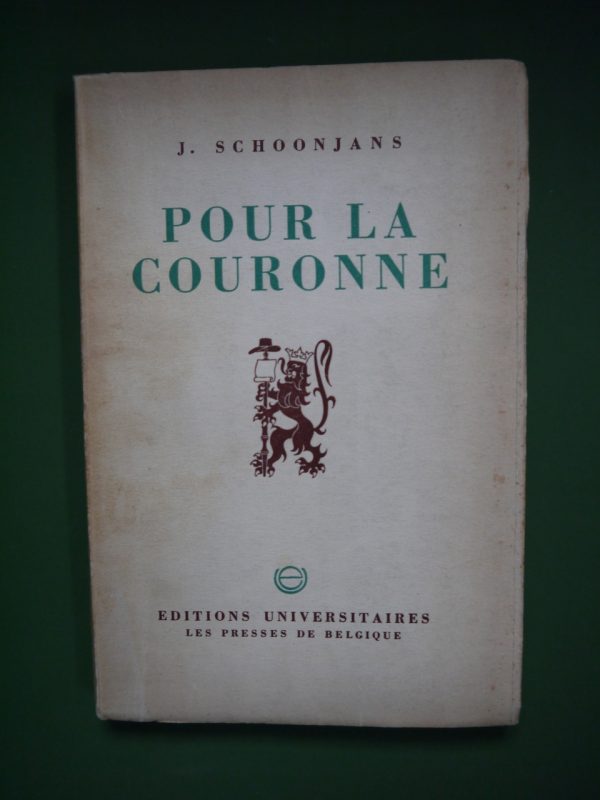 J. SCHOONJANS
POUR LA
COURONNE
EDITIONS UNIVERSITAIRES
LES PRESSES DE BELGIQUE